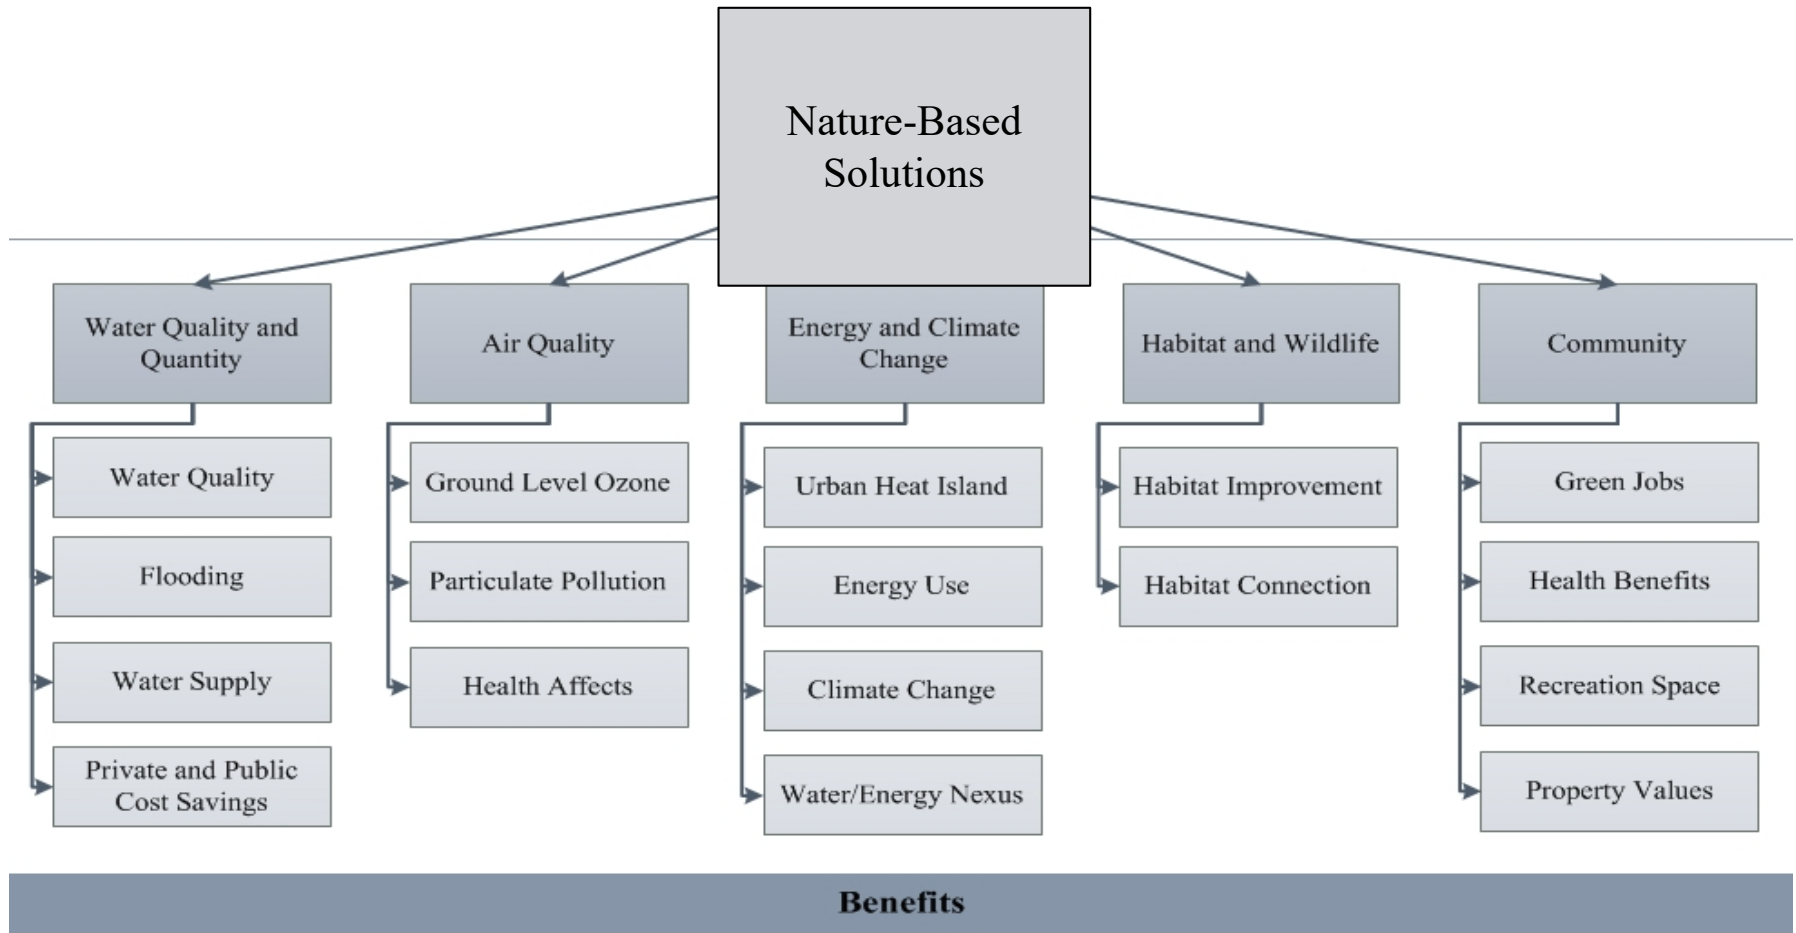 Nature-Based
Solutions
Water Quality and
Quantity
Air Quality
Energy and Climate
Change
Habitat and Wildlife
Community
Water Quality
Flooding
Water Supply
Private and Public
Cost Savings
Ground Level Ozone
Particulate Pollution
Health Affects
Urban Heat Island
Energy Use
Climate Change
Water/Energy Nexus
Habitat Improvement
Habitat Connection
Green Jobs
Health Benefits
Recreation Space
Property Values
Benefits